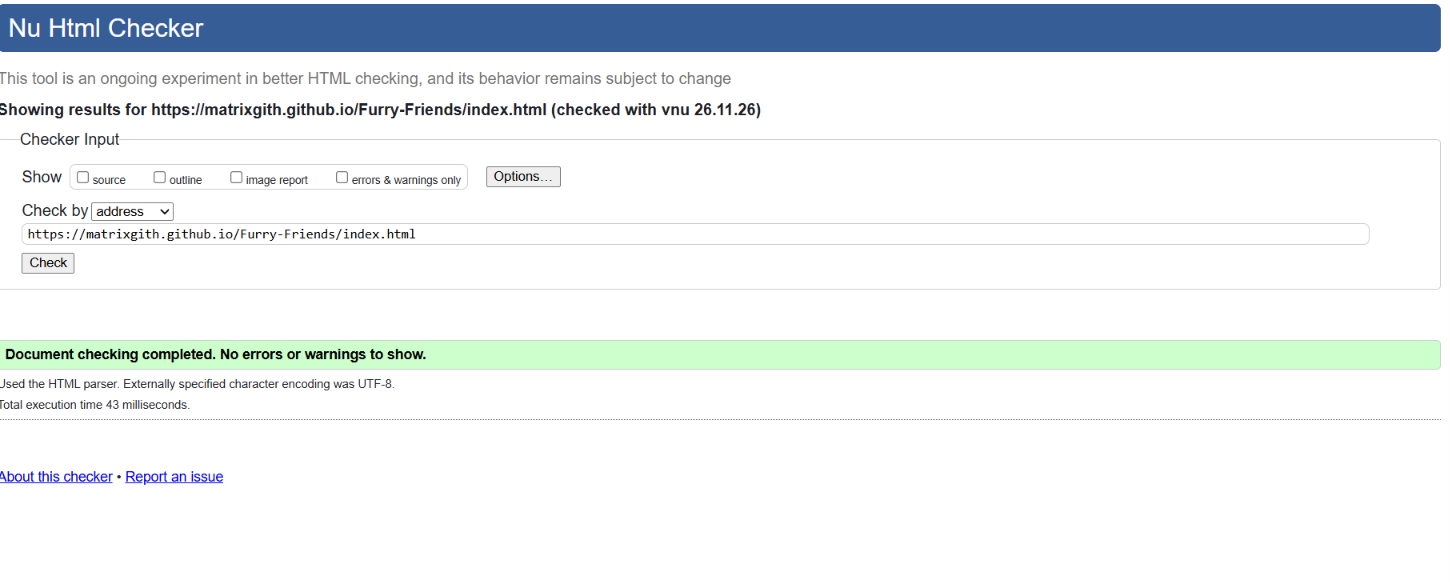 Nu Html Checker
This tool is an ongoing experiment in better HTML checking, and its behavior remains subject to change
Showing results for https://matrixgith.github.io/Furry-Friends/index.html (checked with vnu 26.11.26)
Checker Input
Show source outline image report errors & warnings only Options…
Check by address
https://matrixgith.github.io/Furry-Friends/index.html
Check
Document checking completed. No errors or warnings to show.
Used the HTML parser. Externally specified character encoding was UTF-8.
Total execution time 43 milliseconds.
About this checker • Report an issue